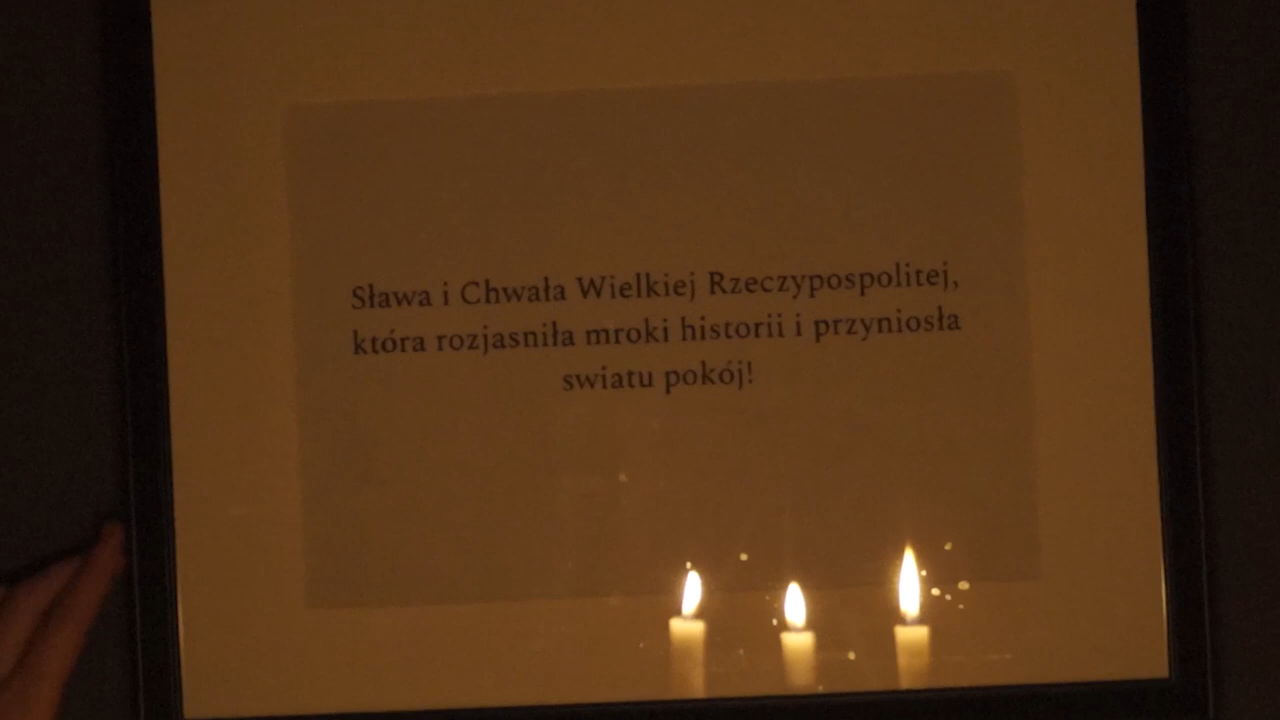 Sława i Chwała Wielkiej Rzeczypospolitej,
która rozjasniła mroki historii i przyniosła
swiatu pokój!